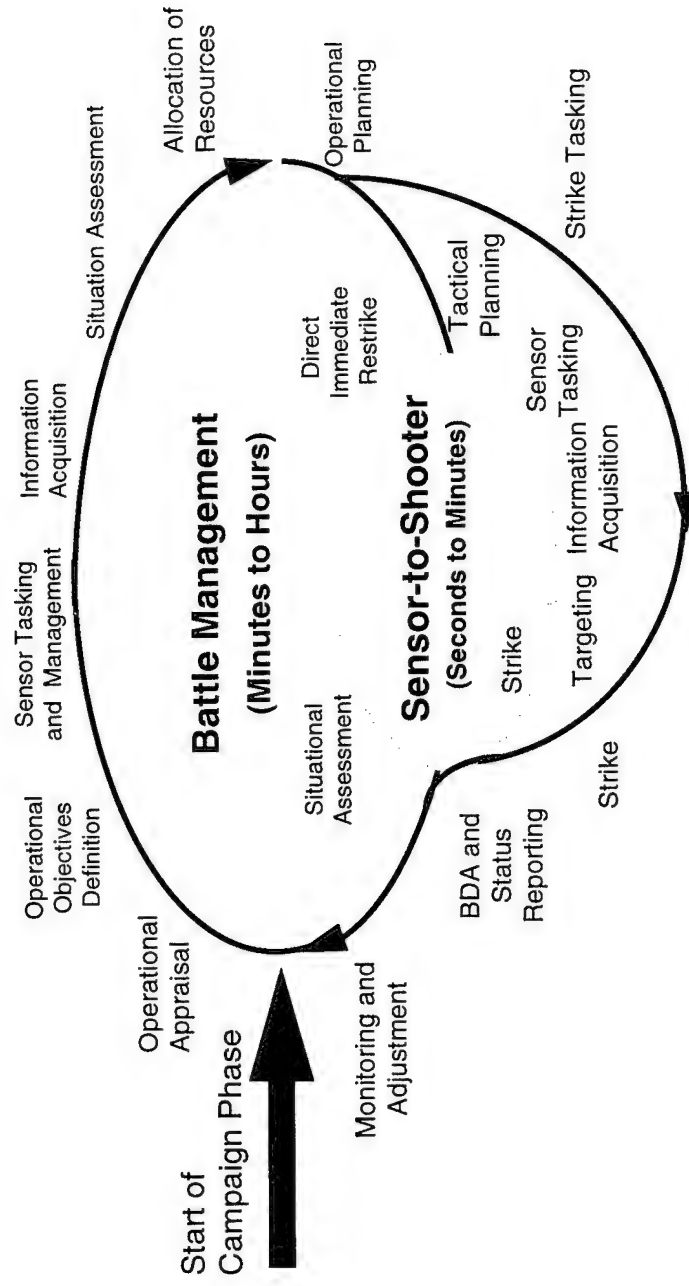 Start of
Campaign Phase
Operational
Appraisal
Operational
Objectives
Definition
Sensor Tasking
and Management
Information
Acquisition
Situation Assessment
Allocation of
Resources
Operational
Planning
Battle Management
(Minutes to Hours)
Direct
Immediate
Restrike
Situational
Assessment
Sensor-to-Shooter
(Seconds to Minutes)
Tactical
Planning
Strike Tasking
Sensor
Tasking
Information
Acquisition
Targeting
Strike
Strike
BDA and
Status
Reporting
Monitoring and
Adjustment